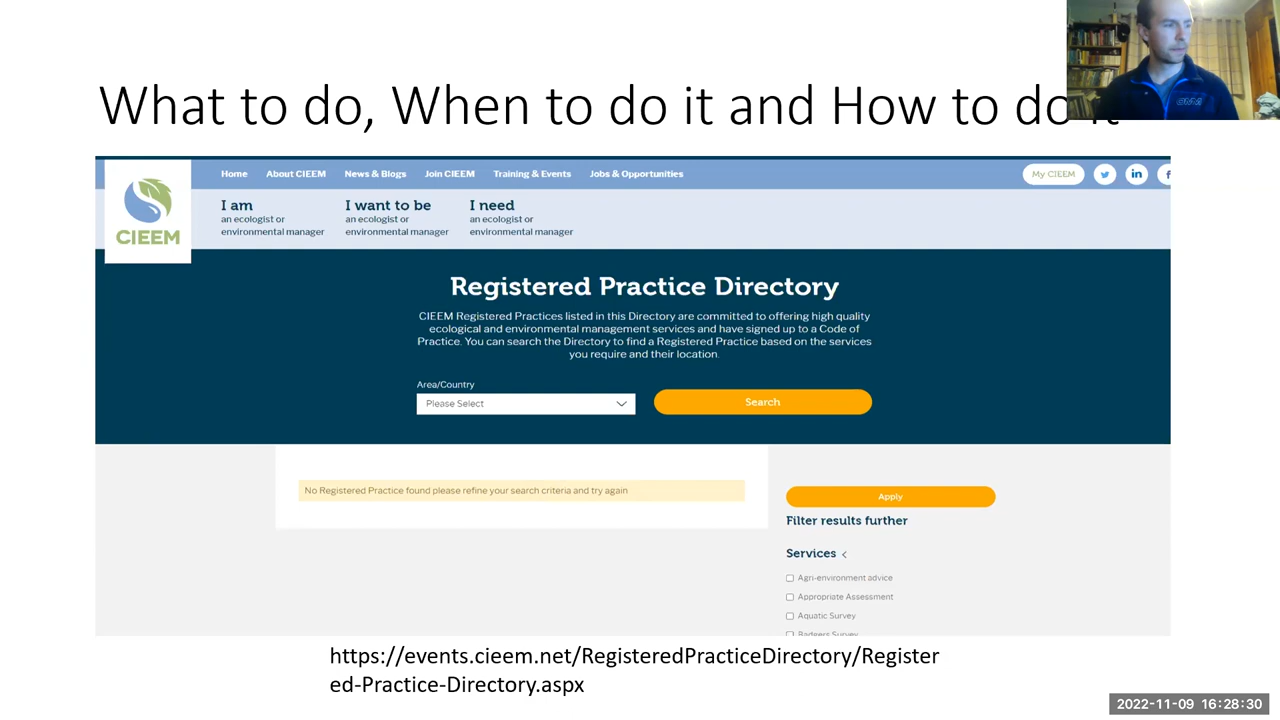 What to do, When to do it and How to do it
Home About CIEEM News & Blogs Join CIEEM Training & Events Jobs & Opportunities My CIEEM
CIEEM
I am
an ecologist or
environmental manager
I want to be
an ecologist or
environmental manager
I need
an ecologist or
environmental manager
Registered Practice Directory
CIEEM Registered Practices listed in this Directory are committed to offering high quality
ecological and environmental management services and have signed up to a Code of
Practice. You can search the Directory to find a Registered Practice based on the services
you require and their location.
Area/Country
Please Select
Search
No Registered Practice found please refine your search criteria and try again
Apply
Filter results further
Services
Agri-environment advice
Appropriate Assessment
Aquatic Survey
Badgers Survey
https://events.cieem.net/RegisteredPracticeDirectory/Register
ed-Practice-Directory.aspx
2022-11-09 16:28:30